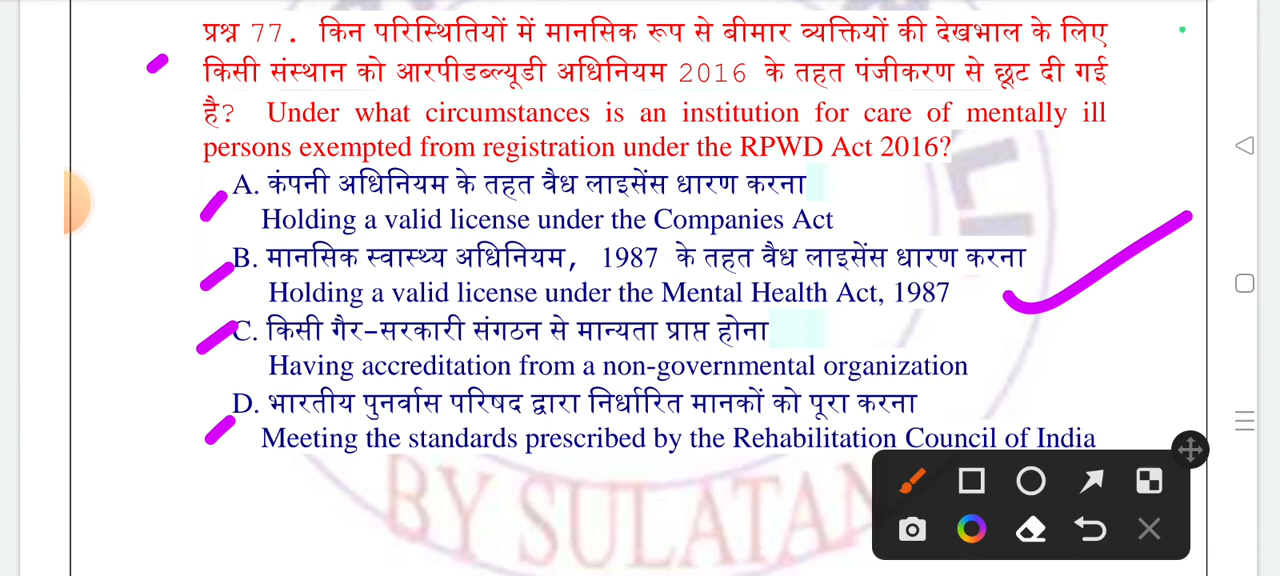 प्रश्न 77. किन परिस्थितियों में मानसिक रूप से बीमार व्यक्तियों की देखभाल के लिए
किसी संस्थान को आरपीडब्ल्यूडी अधिनियम 2016 के तहत पंजीकरण से छूट दी गई
है? Under what circumstances is an institution for care of mentally ill
persons exempted from registration under the RPWD Act 2016?
A. कंपनी अधिनियम के तहत वैध लाइसेंस धारण करना
Holding a valid license under the Companies Act
B. मानसिक स्वास्थ्य अधिनियम, 1987 के तहत वैध लाइसेंस धारण करना
Holding a valid license under the Mental Health Act, 1987
C. किसी गैर-सरकारी संगठन से मान्यता प्राप्त होना
Having accreditation from a non-governmental organization
D. भारतीय पुनर्वास परिषद द्वारा निर्धारित मानकों को पूरा करना
Meeting the standards prescribed by the Rehabilitation Council of India
BY SULATAN